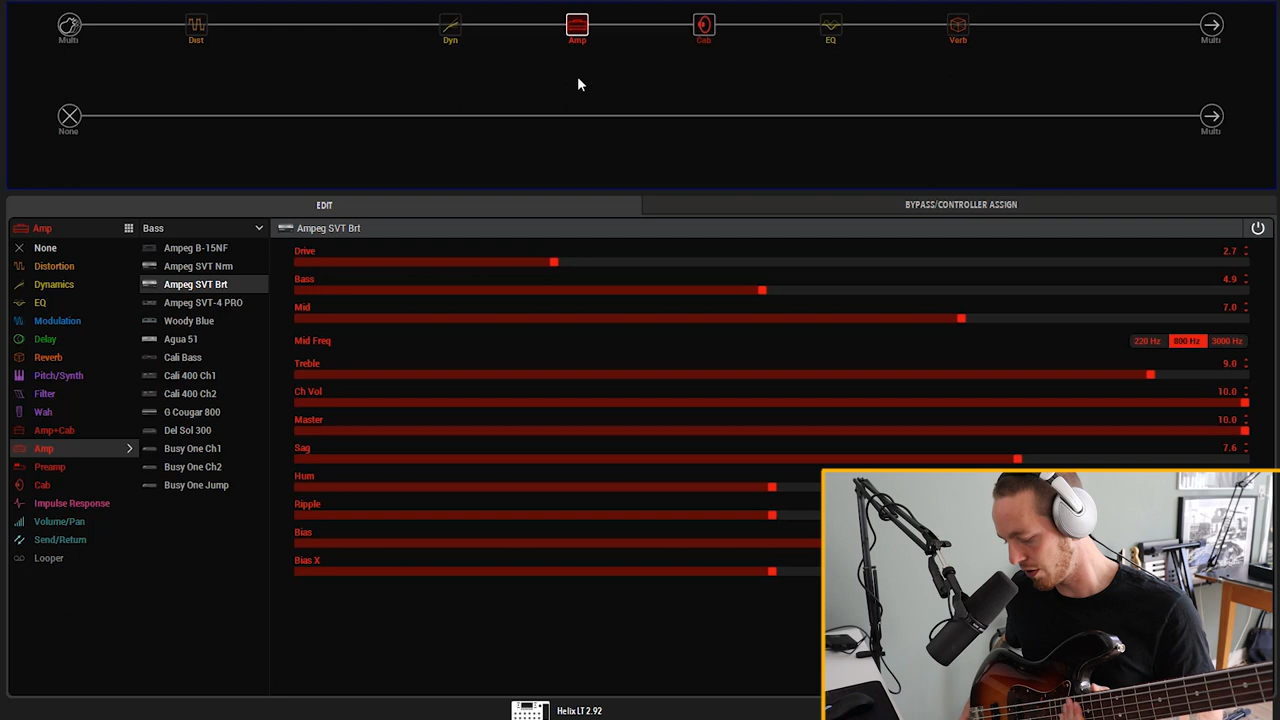 Multi
Dist
Dyn
Amp
Cab
EQ
Verb
Multi
None
Multi
EDIT
BYPASS/CONTROLLER ASSIGN
Amp
Bass
Ampeg SVT Brt
None
Distortion
Dynamics
EQ
Modulation
Delay
Reverb
Pitch/Synth
Filter
Wah
Amp+Cab
Amp
Preamp
Cab
Impulse Response
Volume/Pan
Send/Return
Looper
Ampeg B-15NF
Ampeg SVT Nrm
Ampeg SVT Brt
Ampeg SVT-4 PRO
Woody Blue
Agua 51
Cali Bass
Cali 400 Ch1
Cali 400 Ch2
G Cougar 800
Del Sol 300
Busy One Ch1
Busy One Ch2
Busy One Jump
Drive 2.7
Bass 4.9
Mid 7.0
Mid Freq 220 Hz 800 Hz 3000 Hz
Treble 9.0
Ch Vol 10.0
Master 10.0
Sag 7.6
Hum
Ripple
Bias
Bias X
Helix LT 2.92